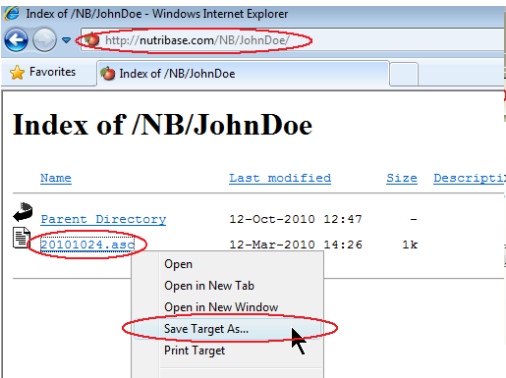 Index of /NB/JohnDoe - Windows Internet Explorer
http://nutribase.com/NB/JohnDoe/
Favorites Index of /NB/JohnDoe
Index of /NB/JohnDoe
Name Last modified Size
Parent Directory 12-Oct-2010 12:47 -
20101024.asc 12-Mar-2010 14:26 1k
Open
Open in New Tab
Open in New Window
Save Target As...
Print Target